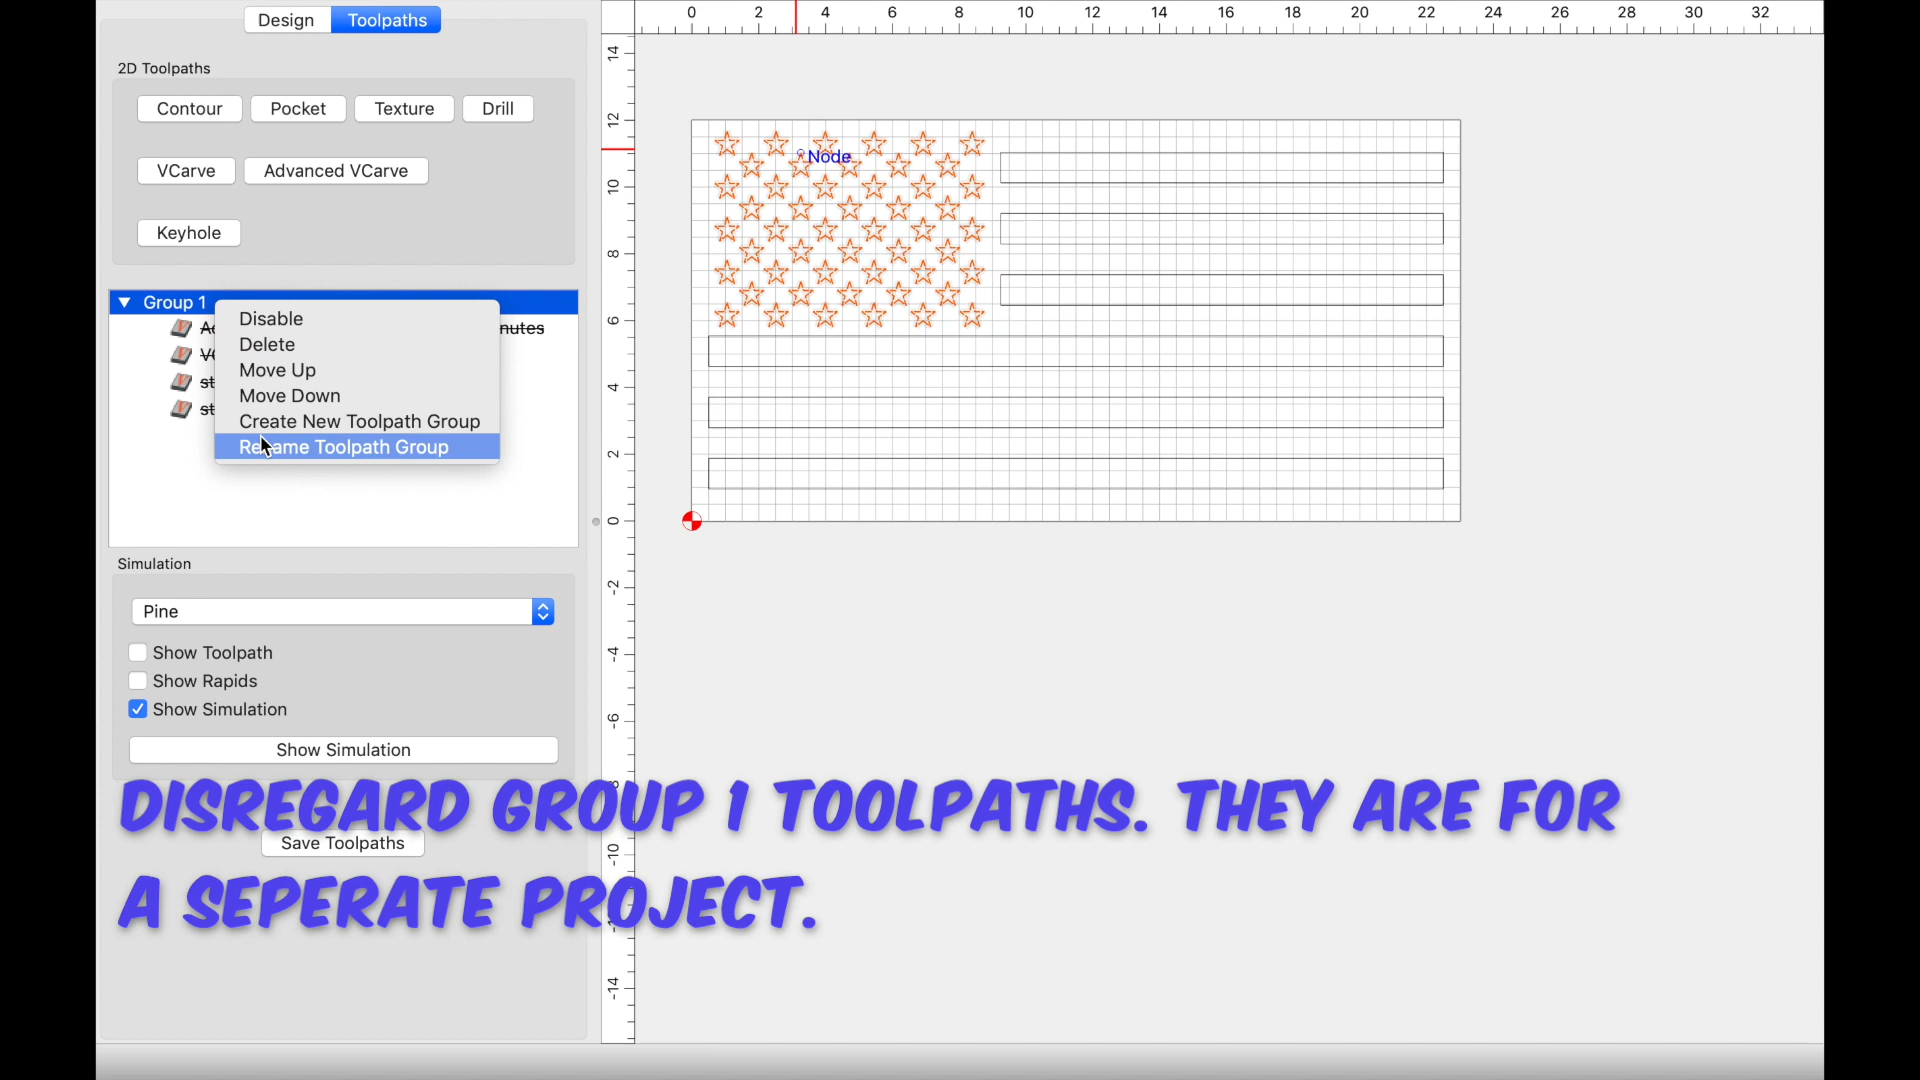 Design Toolpaths
2D Toolpaths
Contour Pocket Texture Drill
VCarve Advanced VCarve
Keyhole
Group 1
nutes
st
st
Disable
Delete
Move Up
Move Down
Create New Toolpath Group
Rename Toolpath Group
Simulation
Pine
Show Toolpath
Show Rapids
Show Simulation
Show Simulation
Save Toolpaths
0 2 4 6 8 10 12 14 16 18 20 22 24 26 28 30 32
14
12
10
8
6
4
2
0
-2
-4
-6
-10
-14
Node
DISREGARD GROUP 1 TOOLPATHS. THEY ARE FOR
A SEPERATE PROJECT.